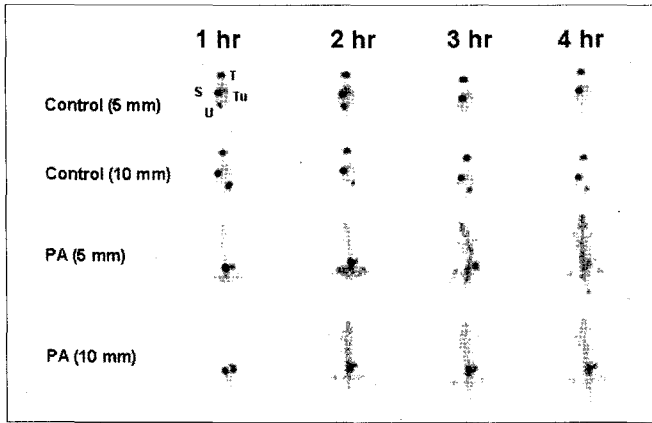 1 hr 2 hr 3 hr 4 hr
T
S Tu
Control (5 mm)
U
Control (10 mm)
PA (5 mm)
PA (10 mm)